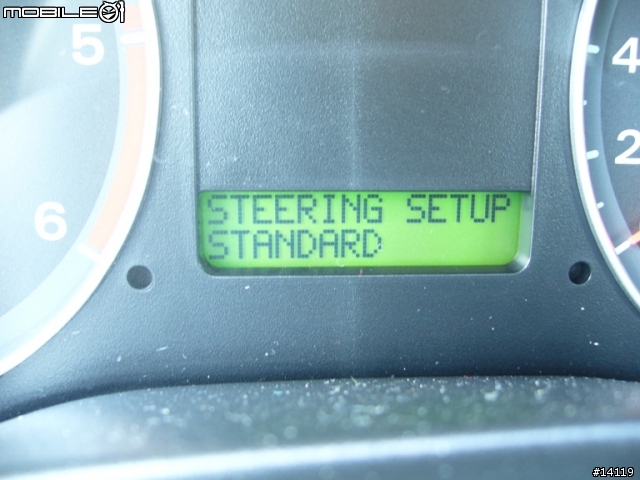 MOBILE01
5
4
2
6
STEERING SETUP
STANDARD
#14119